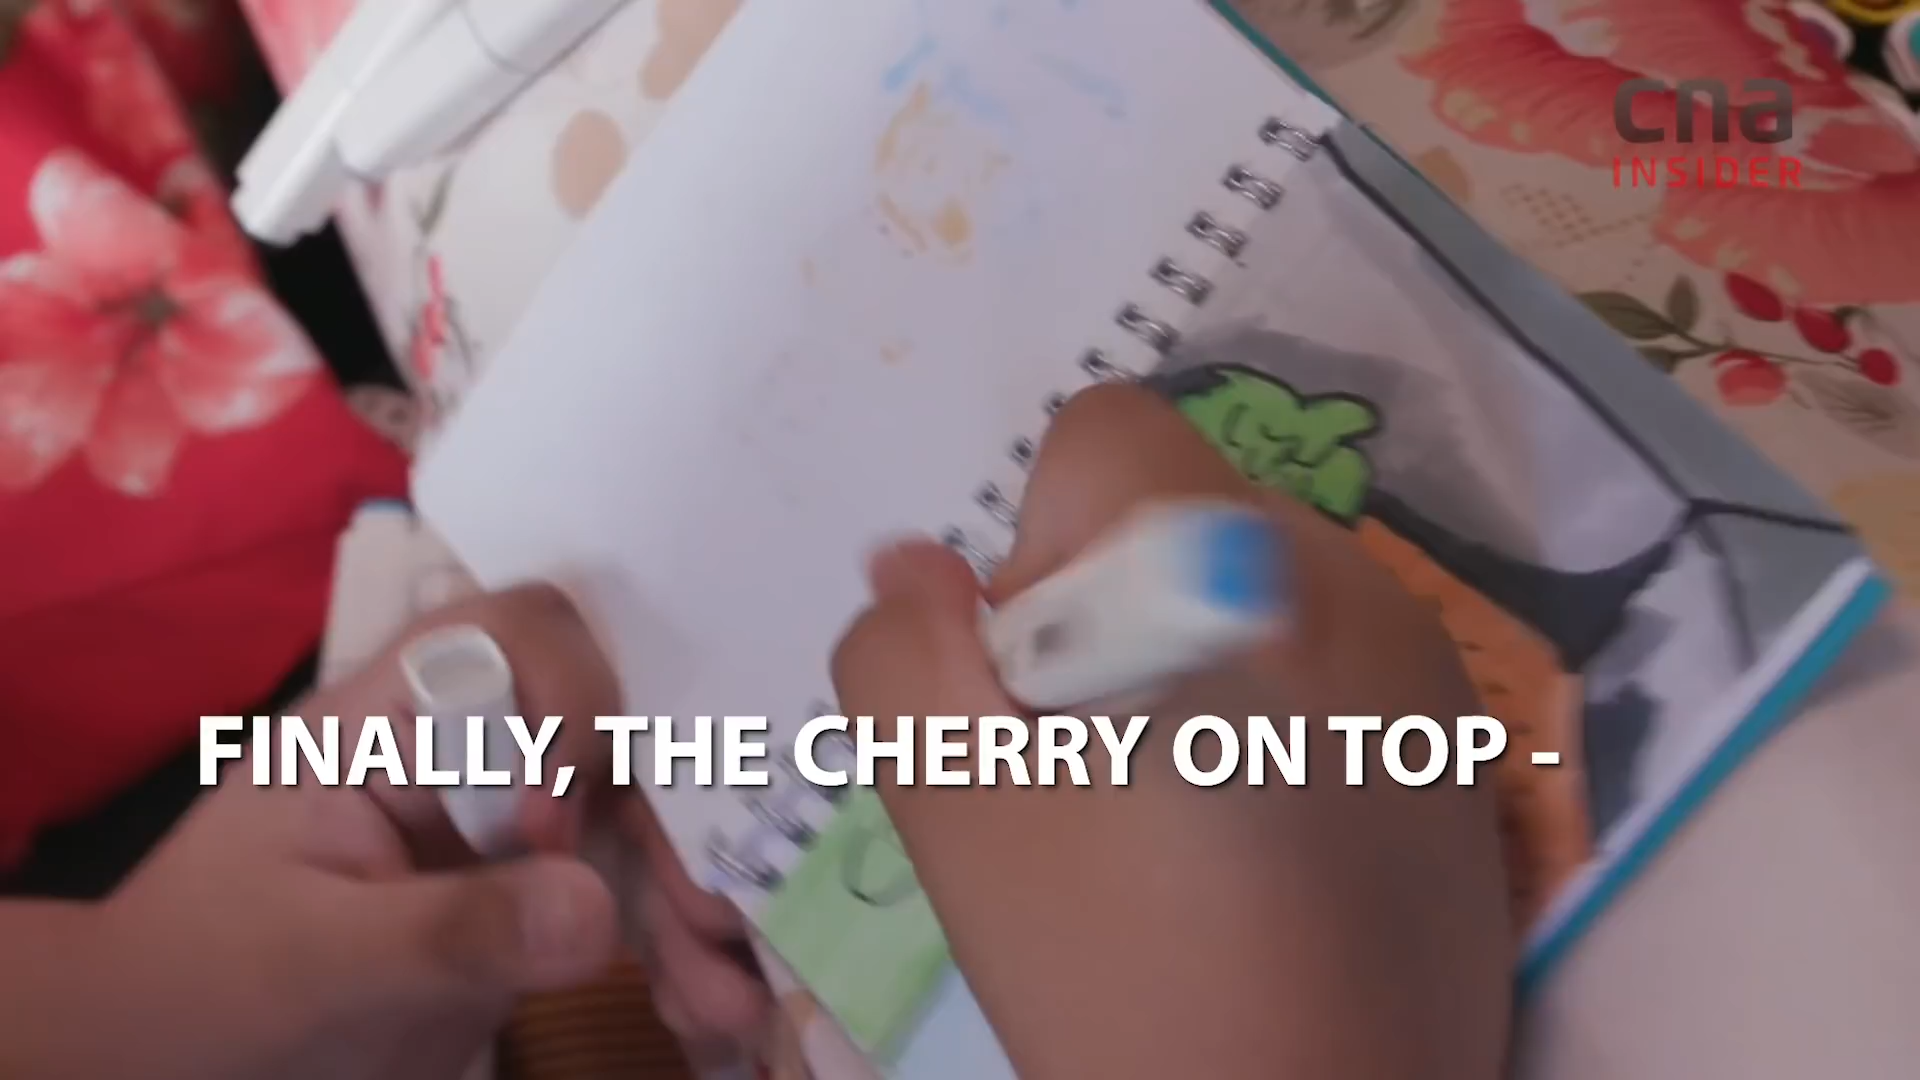 cna
INSIDER
FINALLY, THE CHERRY ON TOP -